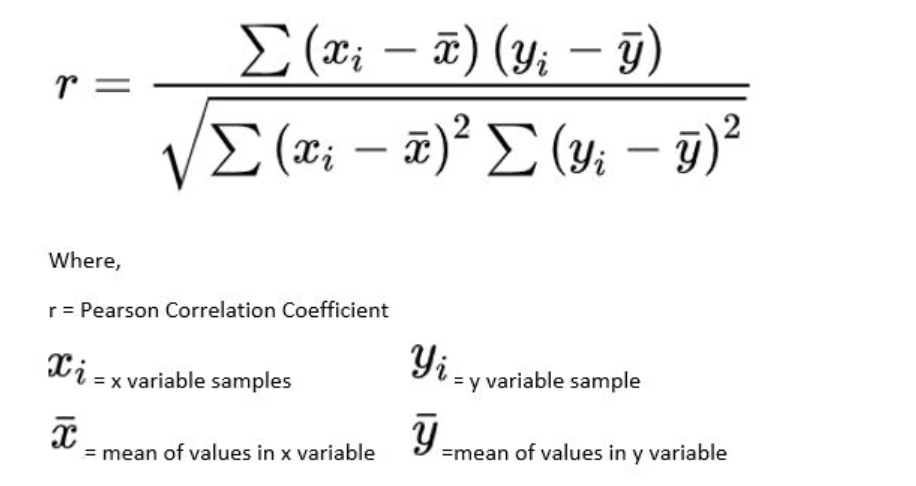 r = ∑ (xᵢ − x̄) (yᵢ − ȳ) / √∑ (xᵢ − x̄)² ∑ (yᵢ − ȳ)²
Where,
r = Pearson Correlation Coefficient
xᵢ = x variable samples yᵢ = y variable sample
x̄ = mean of values in x variable ȳ =mean of values in y variable